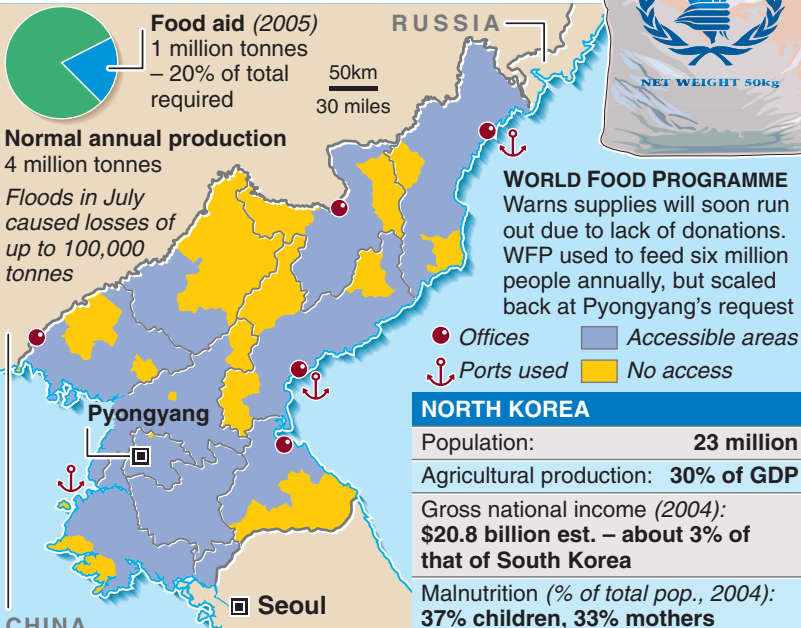 Food aid (2005)
1 million tonnes
– 20% of total
required
RUSSIA
50km
30 miles
NET WEIGHT 50kg
Normal annual production
4 million tonnes
Floods in July
caused losses of
up to 100,000
tonnes
WORLD FOOD PROGRAMME
Warns supplies will soon run
out due to lack of donations.
WFP used to feed six million
people annually, but scaled
back at Pyongyang's request
Offices
Accessible areas
Ports used
No access
Pyongyang
Seoul
CHINA
NORTH KOREA
Population: 23 million
Agricultural production: 30% of GDP
Gross national income (2004):
$20.8 billion est. – about 3% of
that of South Korea
Malnutrition (% of total pop., 2004):
37% children, 33% mothers